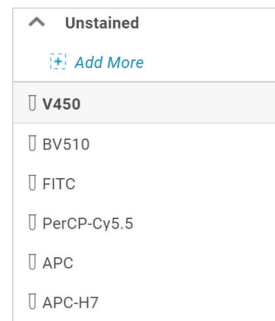 Unstained
Add More
V450
BV510
FITC
PerCP-Cy5.5
APC
APC-H7